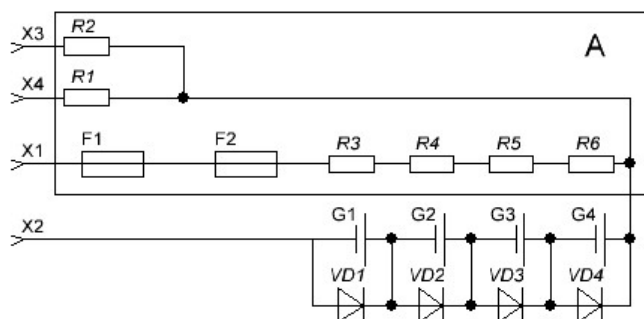 X3 R2 A
X4 R1
X1 F1 F2 R3 R4 R5 R6
X2 G1 G2 G3 G4
VD1 VD2 VD3 VD4